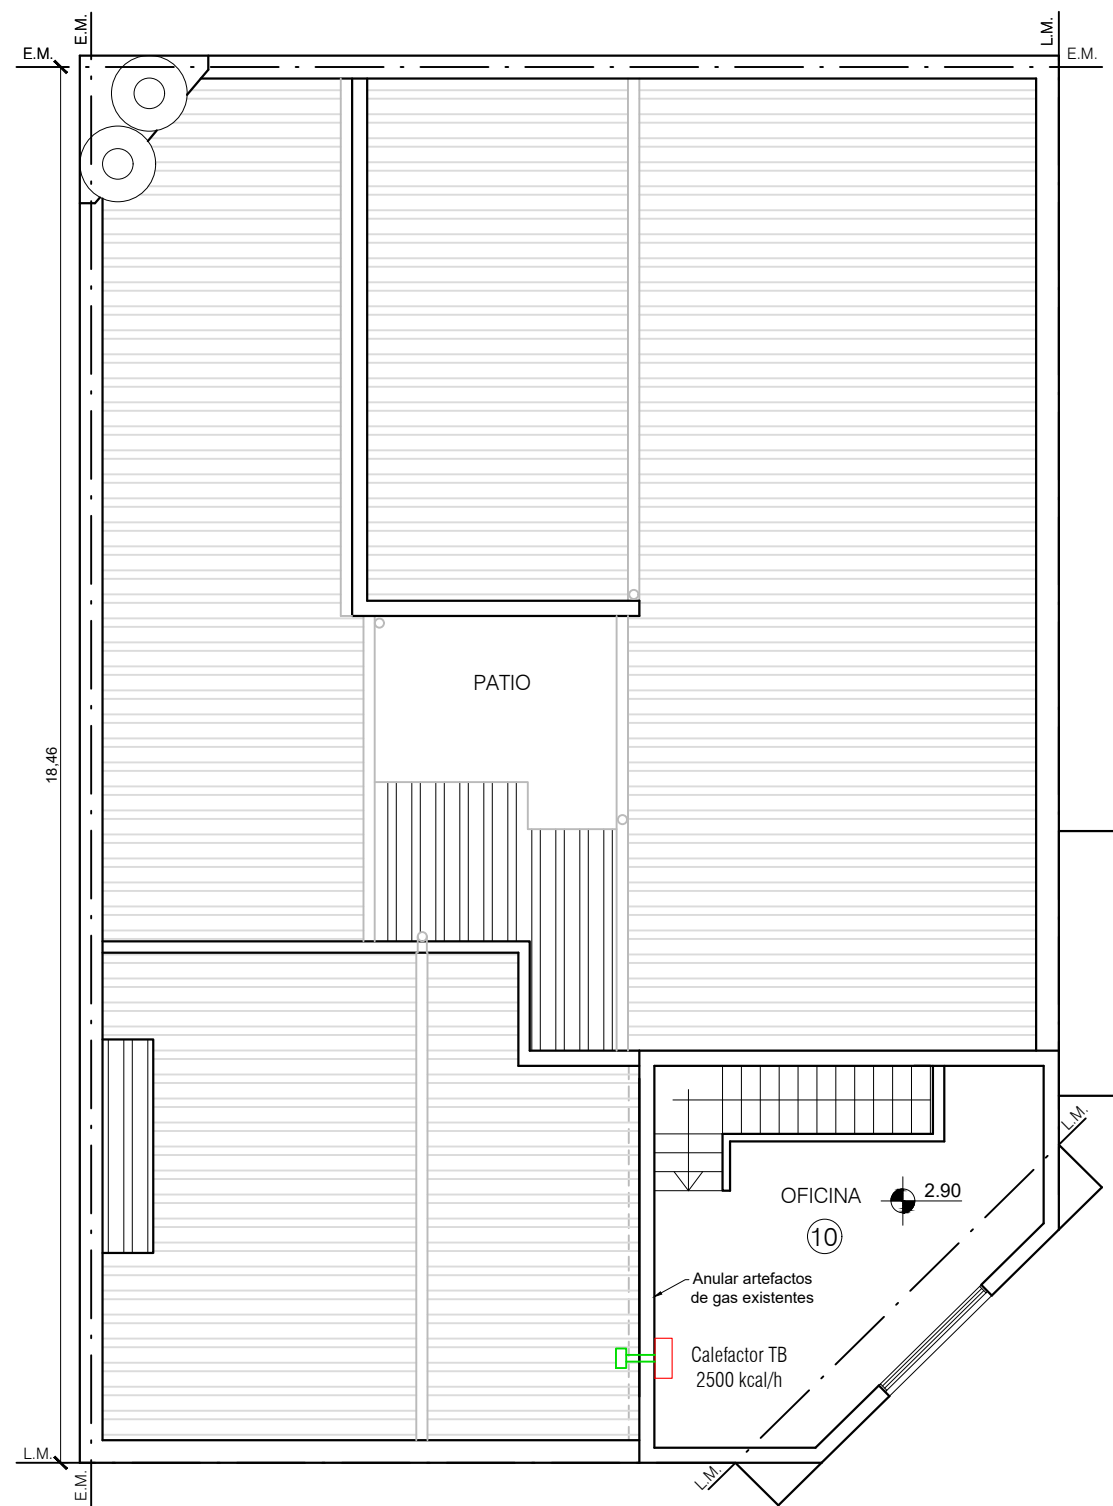 E.M.
L.M.
E.M.
E.M.
PATIO
18,46
L.M.
OFICINA
2.90
10
Anular artefactos
de gas existentes
Calefactor TB
2500 kcal/h
L.M.
L.M.
E.M.